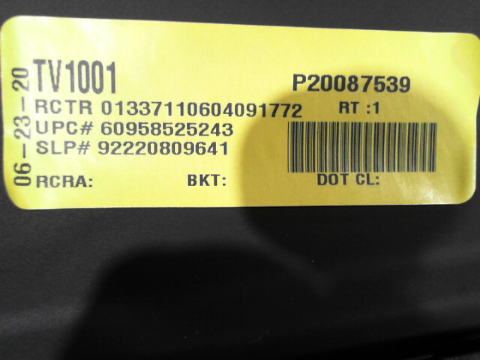 06-23-20
TV1001
P20087539
RCTR 01337110604091772
RT :1
UPC# 60958525243
SLP# 92220809641
RCRA:
BKT:
DOT CL: